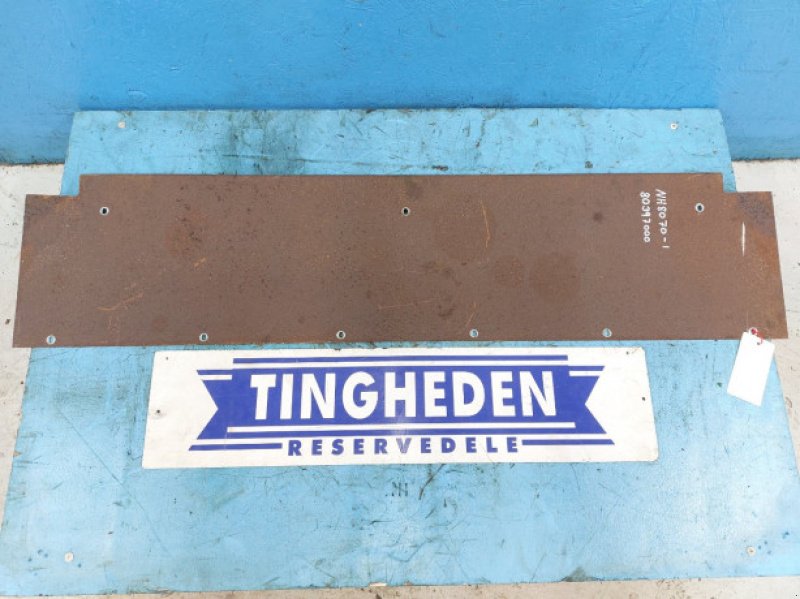 NH8070-1
80397000
TINGHEDEN
RESERVEDELE